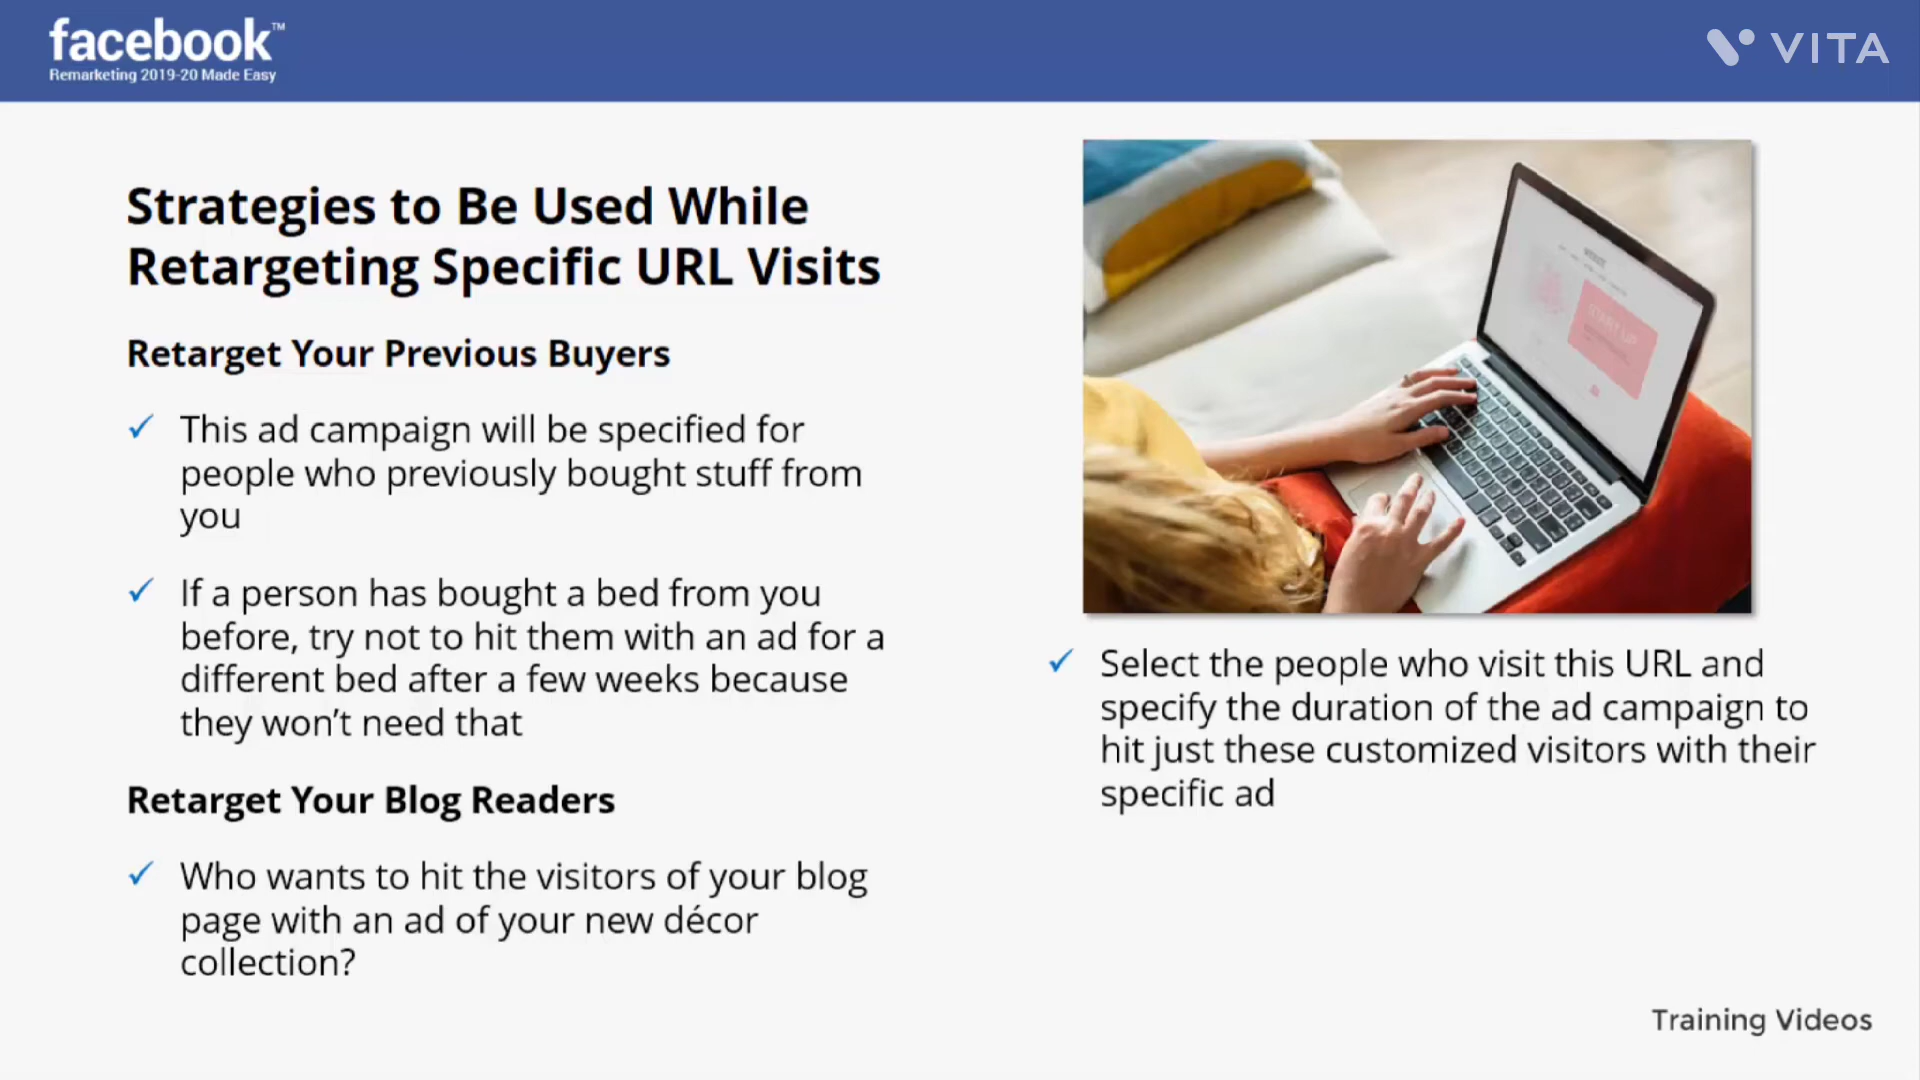 facebook™
Remarketing 2019-20 Made Easy
VITA
Strategies to Be Used While
Retargeting Specific URL Visits
Retarget Your Previous Buyers
✓ This ad campaign will be specified for
people who previously bought stuff from
you
✓ If a person has bought a bed from you
before, try not to hit them with an ad for a
different bed after a few weeks because
they won’t need that
Retarget Your Blog Readers
✓ Who wants to hit the visitors of your blog
page with an ad of your new décor
collection?
START UP
✓ Select the people who visit this URL and
specify the duration of the ad campaign to
hit just these customized visitors with their
specific ad
Training Videos